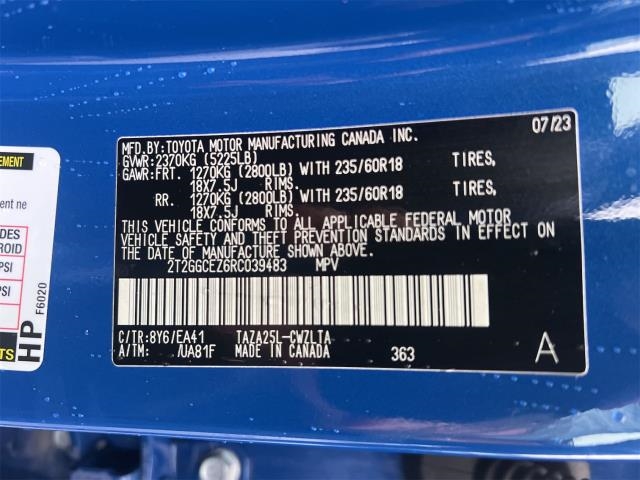 07/23
MFD.BY:TOYOTA MOTOR MANUFACTURING CANADA INC.
GVWR:2370KG (5225LB)
GAWR:FRT. 1270KG (2800LB) WITH 235/60R18 TIRES,
18X7.5J RIMS.
RR. 1270KG (2800LB) WITH 235/60R18 TIRES,
18X7.5J RIMS.
THIS VEHICLE CONFORMS TO ALL APPLICABLE FEDERAL MOTOR
VEHICLE SAFETY AND THEFT PREVENTION STANDARDS IN EFFECT ON
THE DATE OF MANUFACTURE SHOWN ABOVE.
2T2GGCEZ6RC039483 MPV
C/TR:8Y6/EA41 TAZA25L-CWZLTA
A/TM: /UA81F MADE IN CANADA 363 A
EMENT
ent ne
DES
ROID
PSI
PSI
TS
HP
F6020